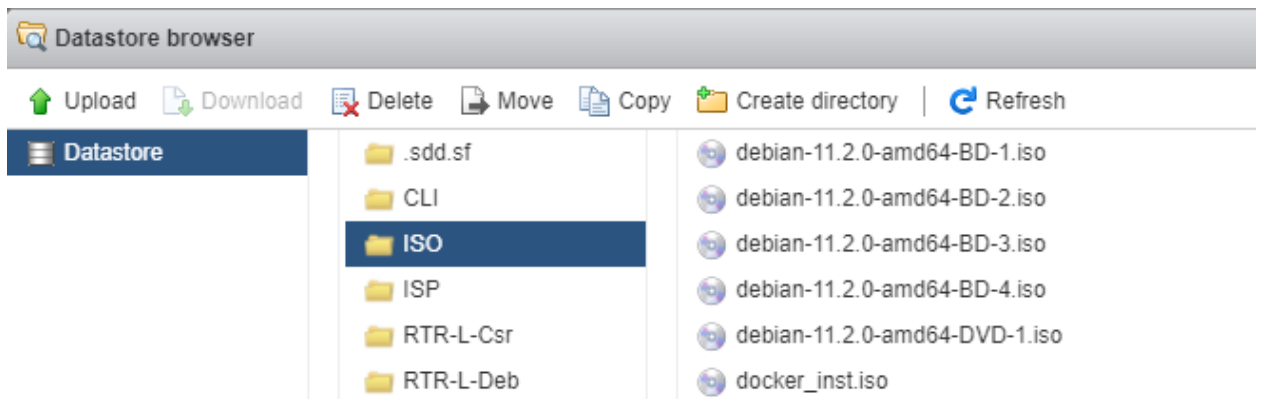 Datastore browser
Upload Download Delete Move Copy Create directory Refresh
Datastore .sdd.sf debian-11.2.0-amd64-BD-1.iso
CLI debian-11.2.0-amd64-BD-2.iso
ISO debian-11.2.0-amd64-BD-3.iso
ISP debian-11.2.0-amd64-BD-4.iso
RTR-L-Csr debian-11.2.0-amd64-DVD-1.iso
RTR-L-Deb docker_inst.iso